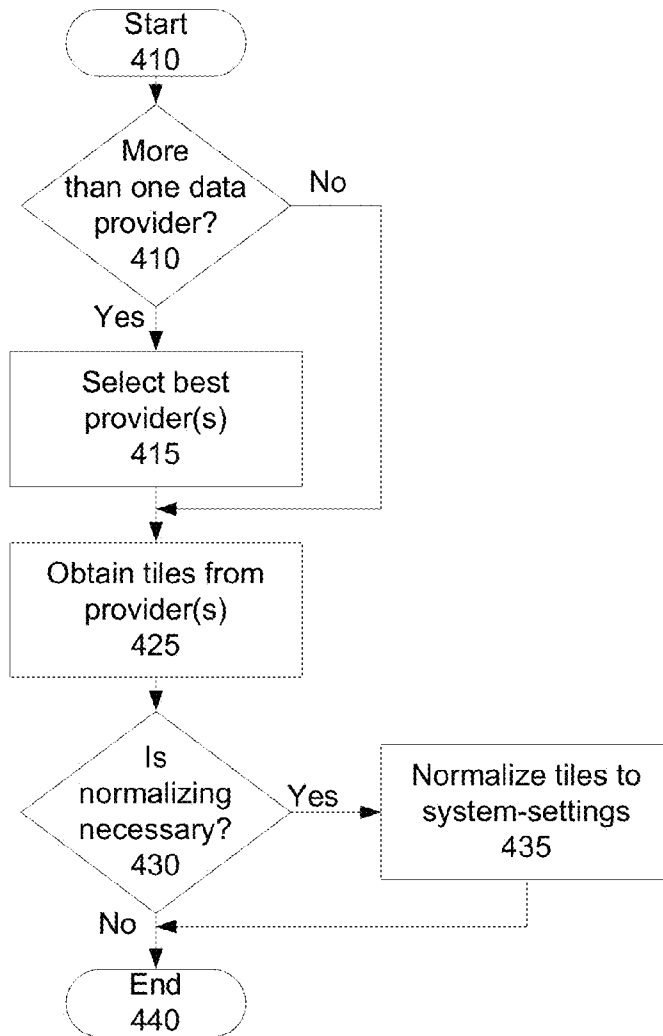 Start
410
More
than one data
provider?
410
No
Yes
Select best
provider(s)
415
Obtain tiles from
provider(s)
425
Is
normalizing
necessary?
430
Yes
Normalize tiles to
system-settings
435
No
End
440